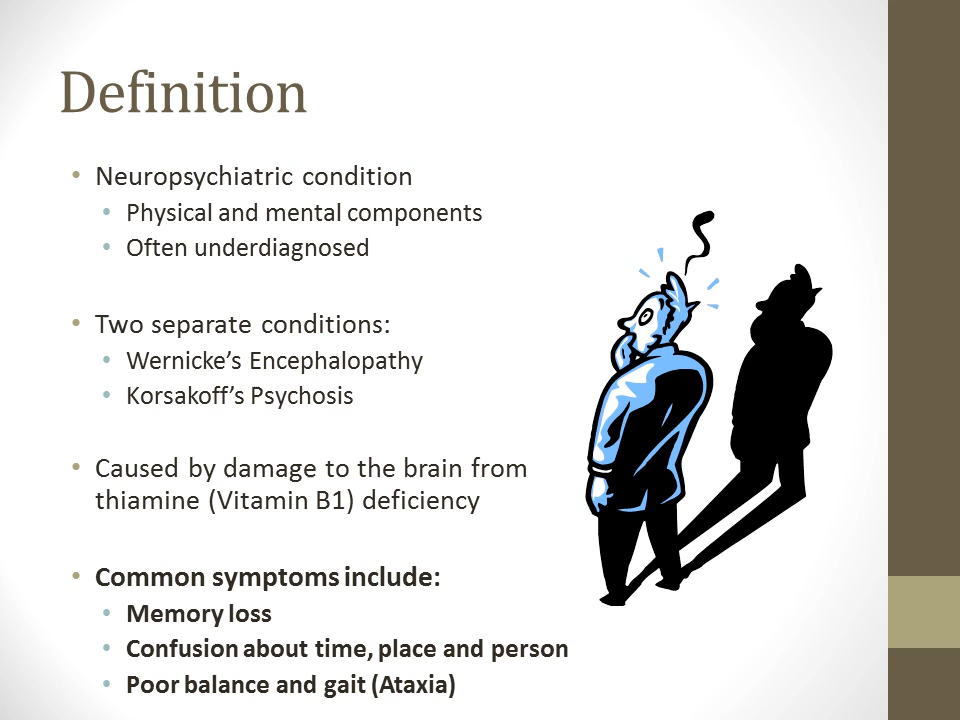 Definition
• Neuropsychiatric condition
• Physical and mental components
• Often underdiagnosed
• Two separate conditions:
• Wernicke’s Encephalopathy
• Korsakoff’s Psychosis
• Caused by damage to the brain from
thiamine (Vitamin B1) deficiency
• Common symptoms include:
• Memory loss
• Confusion about time, place and person
• Poor balance and gait (Ataxia)